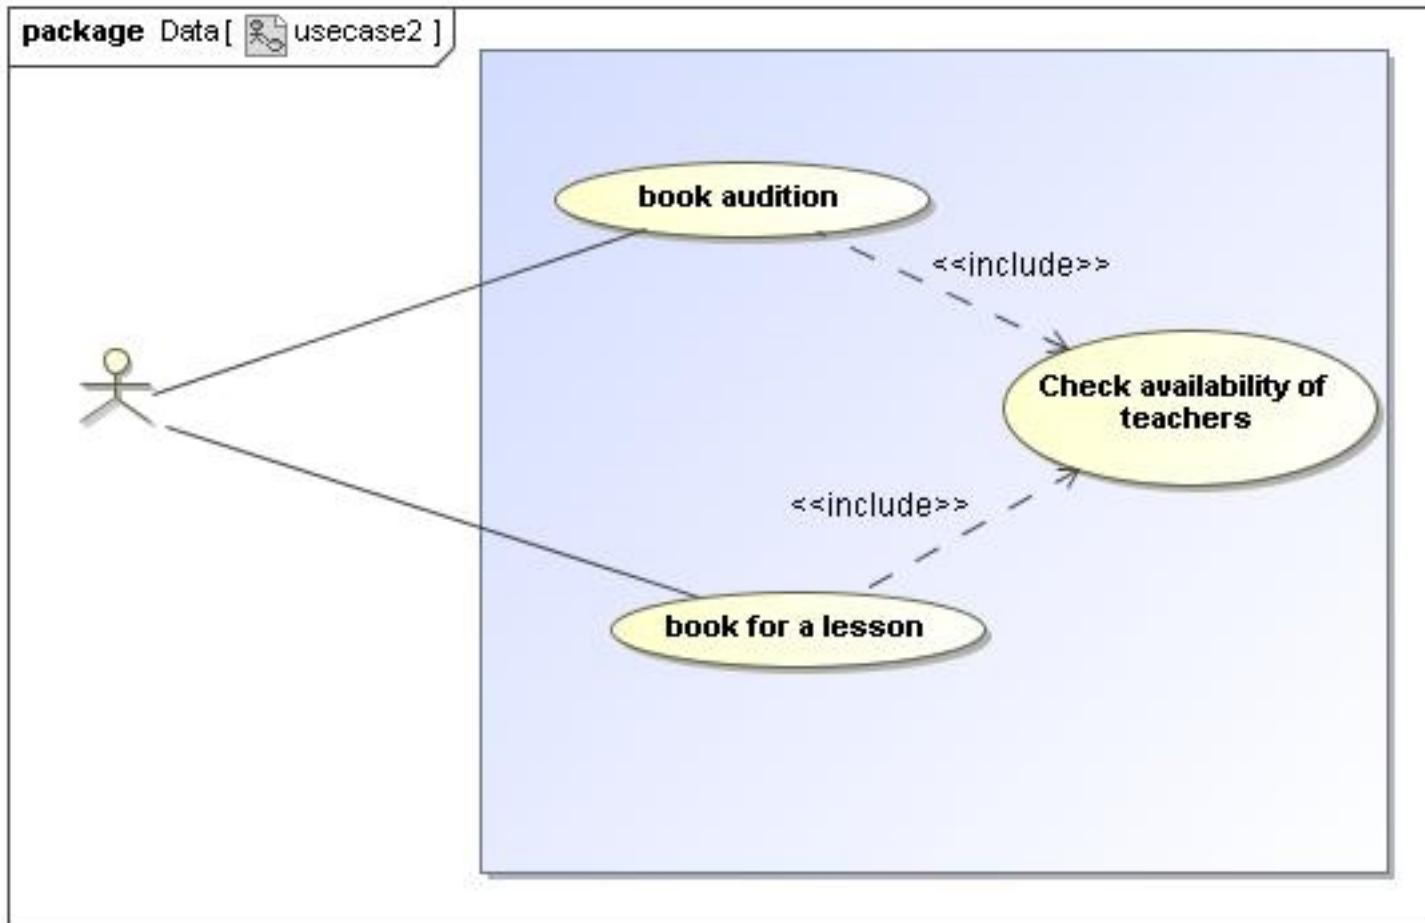 package Data[ usecase2 ]
book audition
<<include>>
Check availability of
teachers
<<include>>
book for a lesson